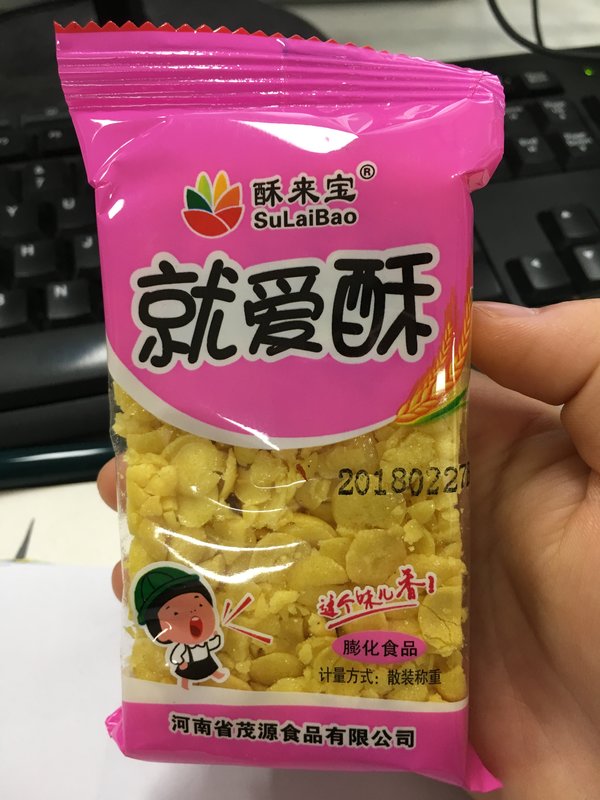 酥来宝®
SuLaiBao
就爱酥
20180227
这个味儿香!
膨化食品
计量方式：散装称重
河南省茂源食品有限公司